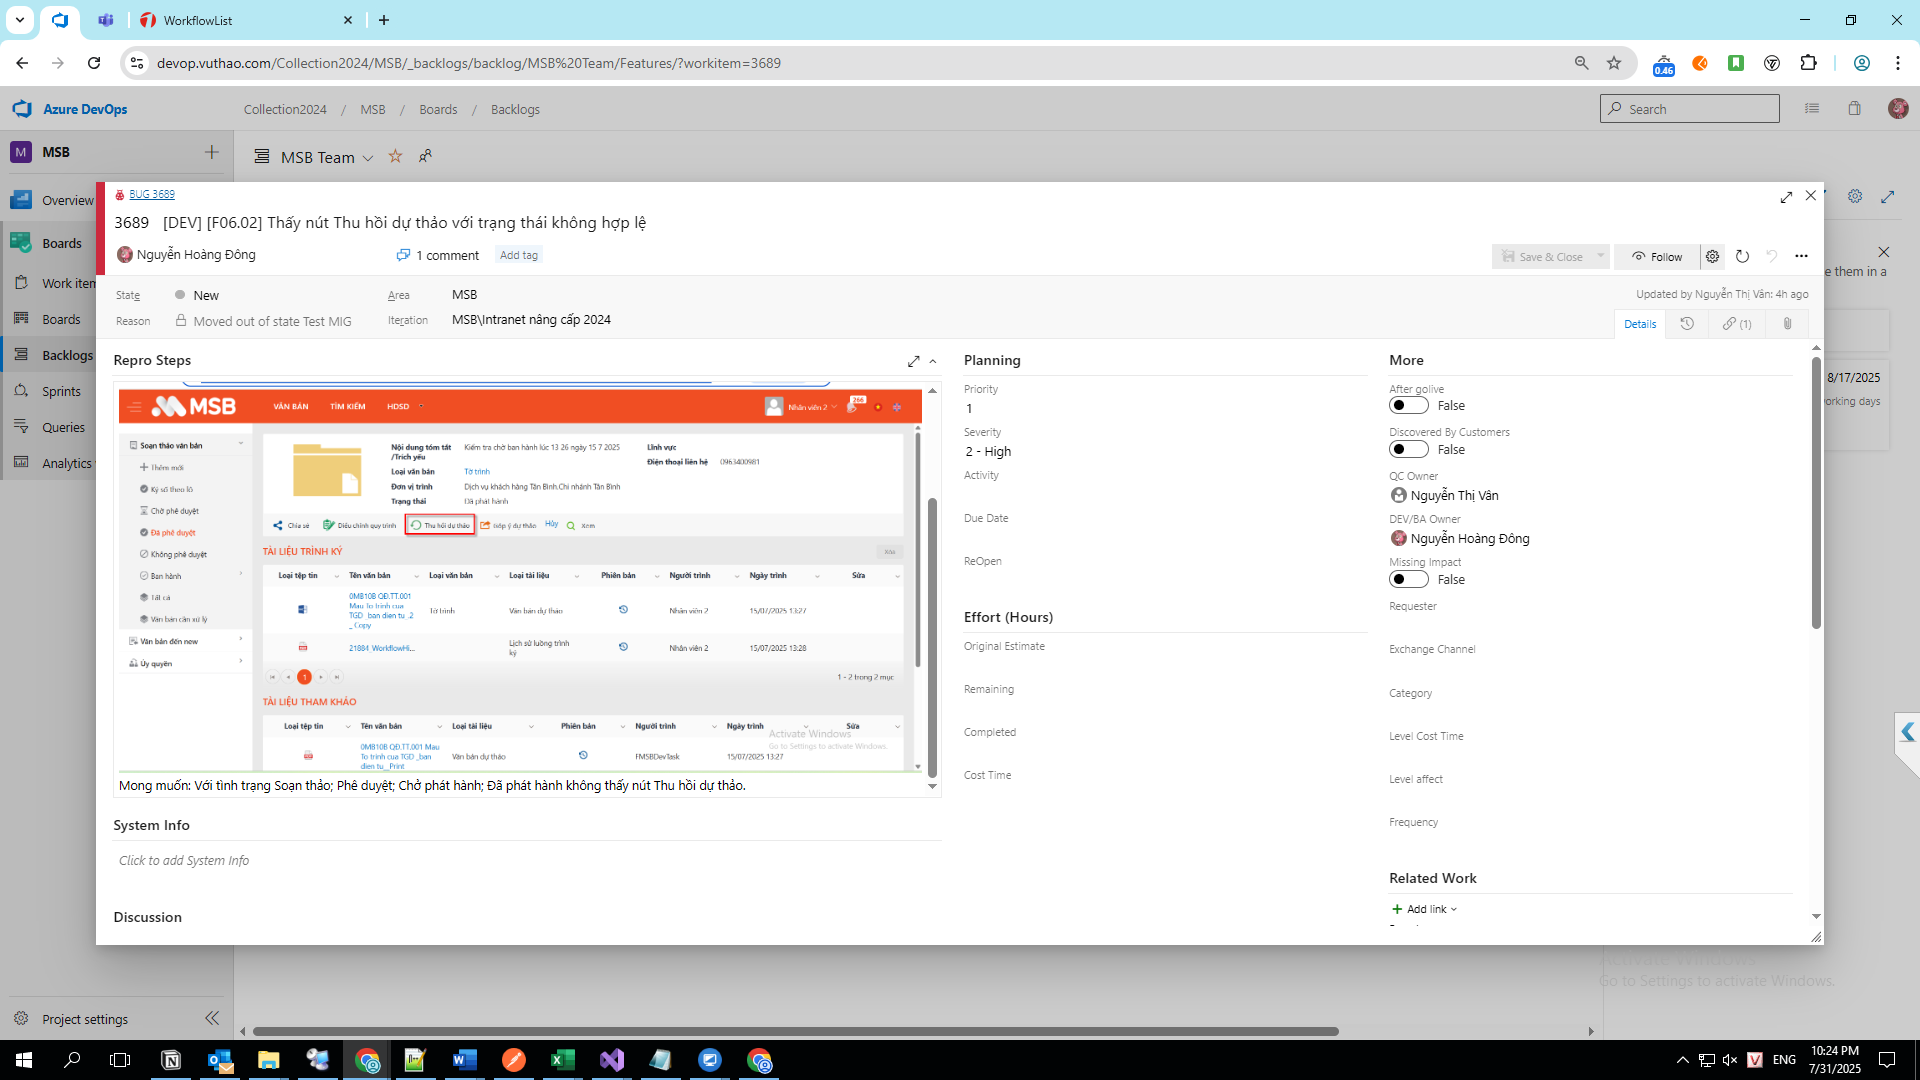 WorkflowList
devop.vuthao.com/Collection2024/MSB/_backlogs/backlog/MSB%20Team/Features/?workitem=3689
0.46
Azure DevOps
Collection2024 / MSB / Boards / Backlogs
Search
M MSB
MSB Team
Overview
Boards
Work item
Boards
Backlogs
Sprints
Queries
Analytics
Project settings
BUG 3689
3689 [DEV] [F06.02] Thấy nút Thu hồi dự thảo với trạng thái không hợp lệ
Nguyễn Hoàng Đông
1 comment
Add tag
Save & Close
Follow
State New
Area MSB
Reason Moved out of state Test MIG
Iteration MSB\Intranet nâng cấp 2024
Updated by Nguyễn Thị Vân: 4h ago
Details
(1)
e them in a
8/17/2025
orking days
Repro Steps
MSB
VĂN BẢN TÌM KIẾM HDSD
Nhân viên 2
266
Soạn thảo văn bản
Thêm mới
Ký số theo lô
Chờ phê duyệt
Đã phê duyệt
Không phê duyệt
Ban hành
Tất cả
Văn bản cần xử lý
Văn bản đến new
Ủy quyền
Nội dung tóm tắt /Trích yếu Kiểm tra chờ ban hành lúc 13 26 ngày 15 7 2025
Lĩnh vực
Điện thoại liên hệ 0963400981
Loại văn bản Tờ trình
Đơn vị trình Dịch vụ khách hàng Tân Bình.Chi nhánh Tân Bình
Trạng thái Đã phát hành
Chia sẻ Điều chỉnh quy trình Thu hồi dự thảo Góp ý dự thảo Hủy Xem
TÀI LIỆU TRÌNH KÝ
Loại tệp tin Tên văn bản Loại văn bản Loại tài liệu Phiên bản Người trình Ngày trình Sửa
0MB10B QĐ.TT.001 Mau To trinh cua TGD _ban dien tu_.2 _ Copy Tờ trình Văn bản dự thảo Nhân viên 2 15/07/2025 13:27
21884_WorkflowHi... Lịch sử luồng trình ký Nhân viên 2 15/07/2025 13:28
1
1 - 2 trong 2 mục
TÀI LIỆU THAM KHẢO
Loại tệp tin Tên văn bản Loại tài liệu Phiên bản Người trình Ngày trình Sửa
0MB10B QĐ.TT.001 Mau To trinh cua TGD _ban dien tu__Print Văn bản dự thảo FMSBDevTask 15/07/2025 13:27
Activate Windows
Go to Settings to activate Windows.
Mong muốn: Với tình trạng Soạn thảo; Phê duyệt; Chờ phát hành; Đã phát hành không thấy nút Thu hồi dự thảo.
System Info
Click to add System Info
Discussion
Planning
Priority
1
Severity
2 - High
Activity
Due Date
ReOpen
Effort (Hours)
Original Estimate
Remaining
Completed
Cost Time
More
After golive
False
Discovered By Customers
False
QC Owner
Nguyễn Thị Vân
DEV/BA Owner
Nguyễn Hoàng Đông
Missing Impact
False
Requester
Exchange Channel
Category
Level Cost Time
Level affect
Frequency
Related Work
Add link
Activate Windows
Go to Settings to activate Windows.
ENG
10:24 PM
7/31/2025